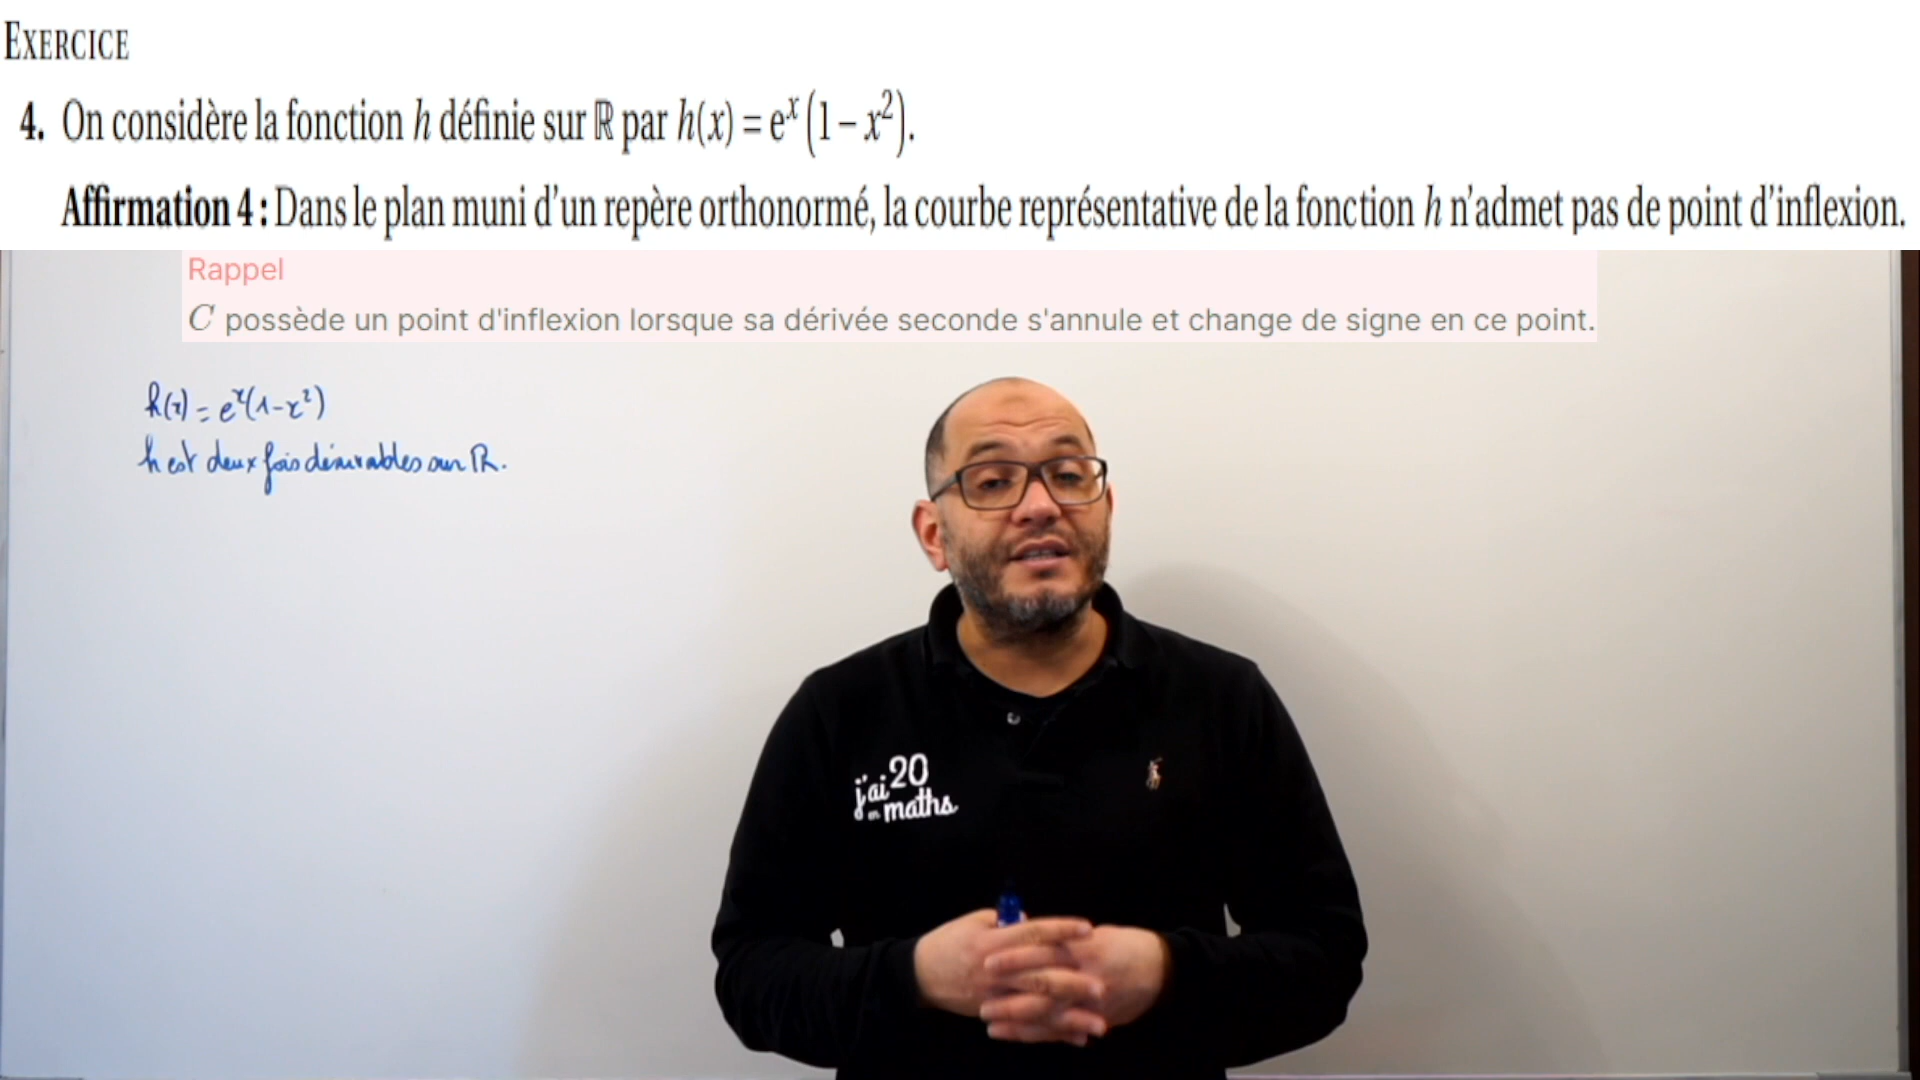 EXERCICE
4. On considère la fonction h définie sur ℝ par h(x) = eˣ (1 − x²).
Affirmation 4 : Dans le plan muni d'un repère orthonormé, la courbe représentative de la fonction h n'admet pas de point d'inflexion.
Rappel
C possède un point d'inflexion lorsque sa dérivée seconde s'annule et change de signe en ce point.
h(x) = eˣ(1-x²)
h est deux fois dérivables sur ℝ.
j'ai 20
en maths